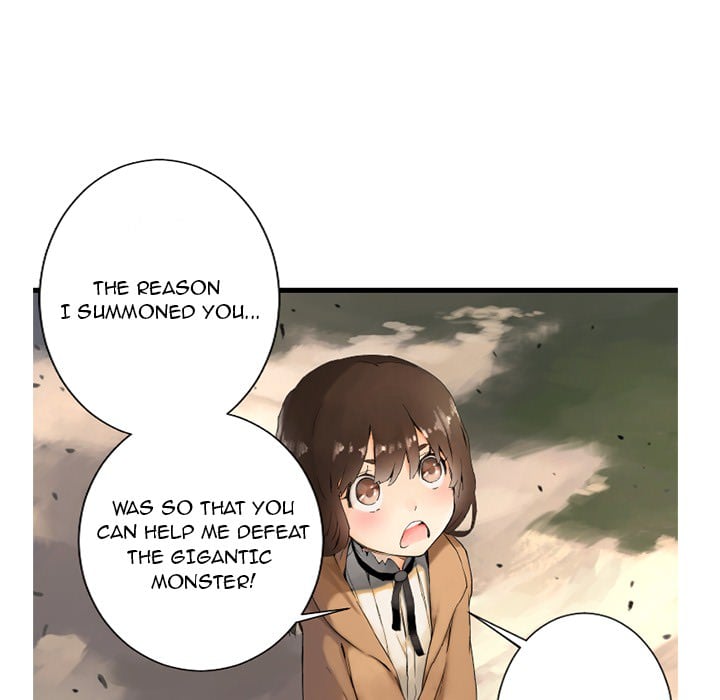 THE REASON
I SUMMONED YOU...
WAS SO THAT YOU
CAN HELP ME DEFEAT
THE GIGANTIC
MONSTER!